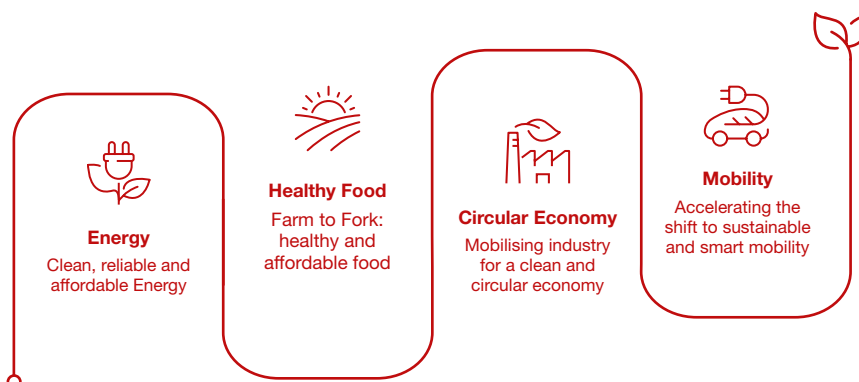 Energy
Clean, reliable and
affordable Energy
Healthy Food
Farm to Fork:
healthy and
affordable food
Circular Economy
Mobilising industry
for a clean and
circular economy
Mobility
Accelerating the
shift to sustainable
and smart mobility